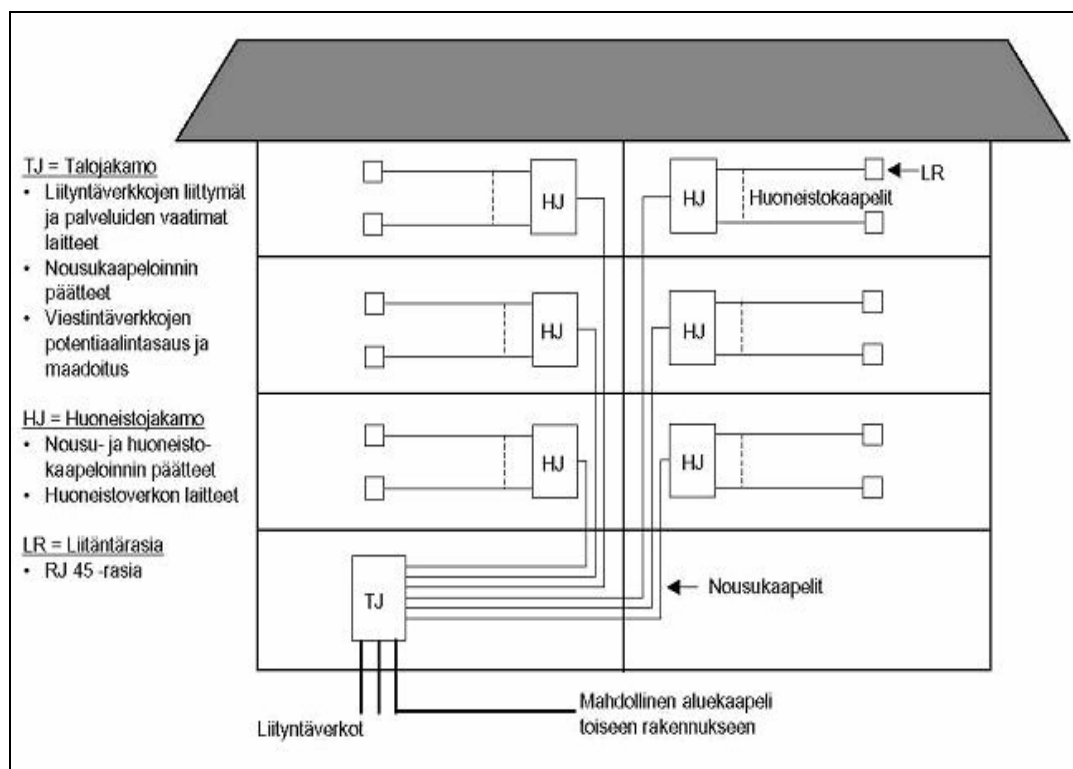 TJ = Talojakamo
• Liityntäverkkojen liittymät
ja palveluiden vaatimat
laitteet
• Nousukaapeloinnin
päätteet
• Viestintäverkkojen
potentiaalintasaus ja
maadoitus
HJ = Huoneistojakamo
• Nousu- ja huoneisto-
kaapeloinnin päätteet
• Huoneistoverkon laitteet
LR = Liitäntärasia
• RJ 45 -rasia
HJ
HJ
LR
Huoneistokaapelit
HJ
HJ
HJ
HJ
TJ
Nousukaapelit
Liityntäverkot
Mahdollinen aluekaapeli
toiseen rakennukseen